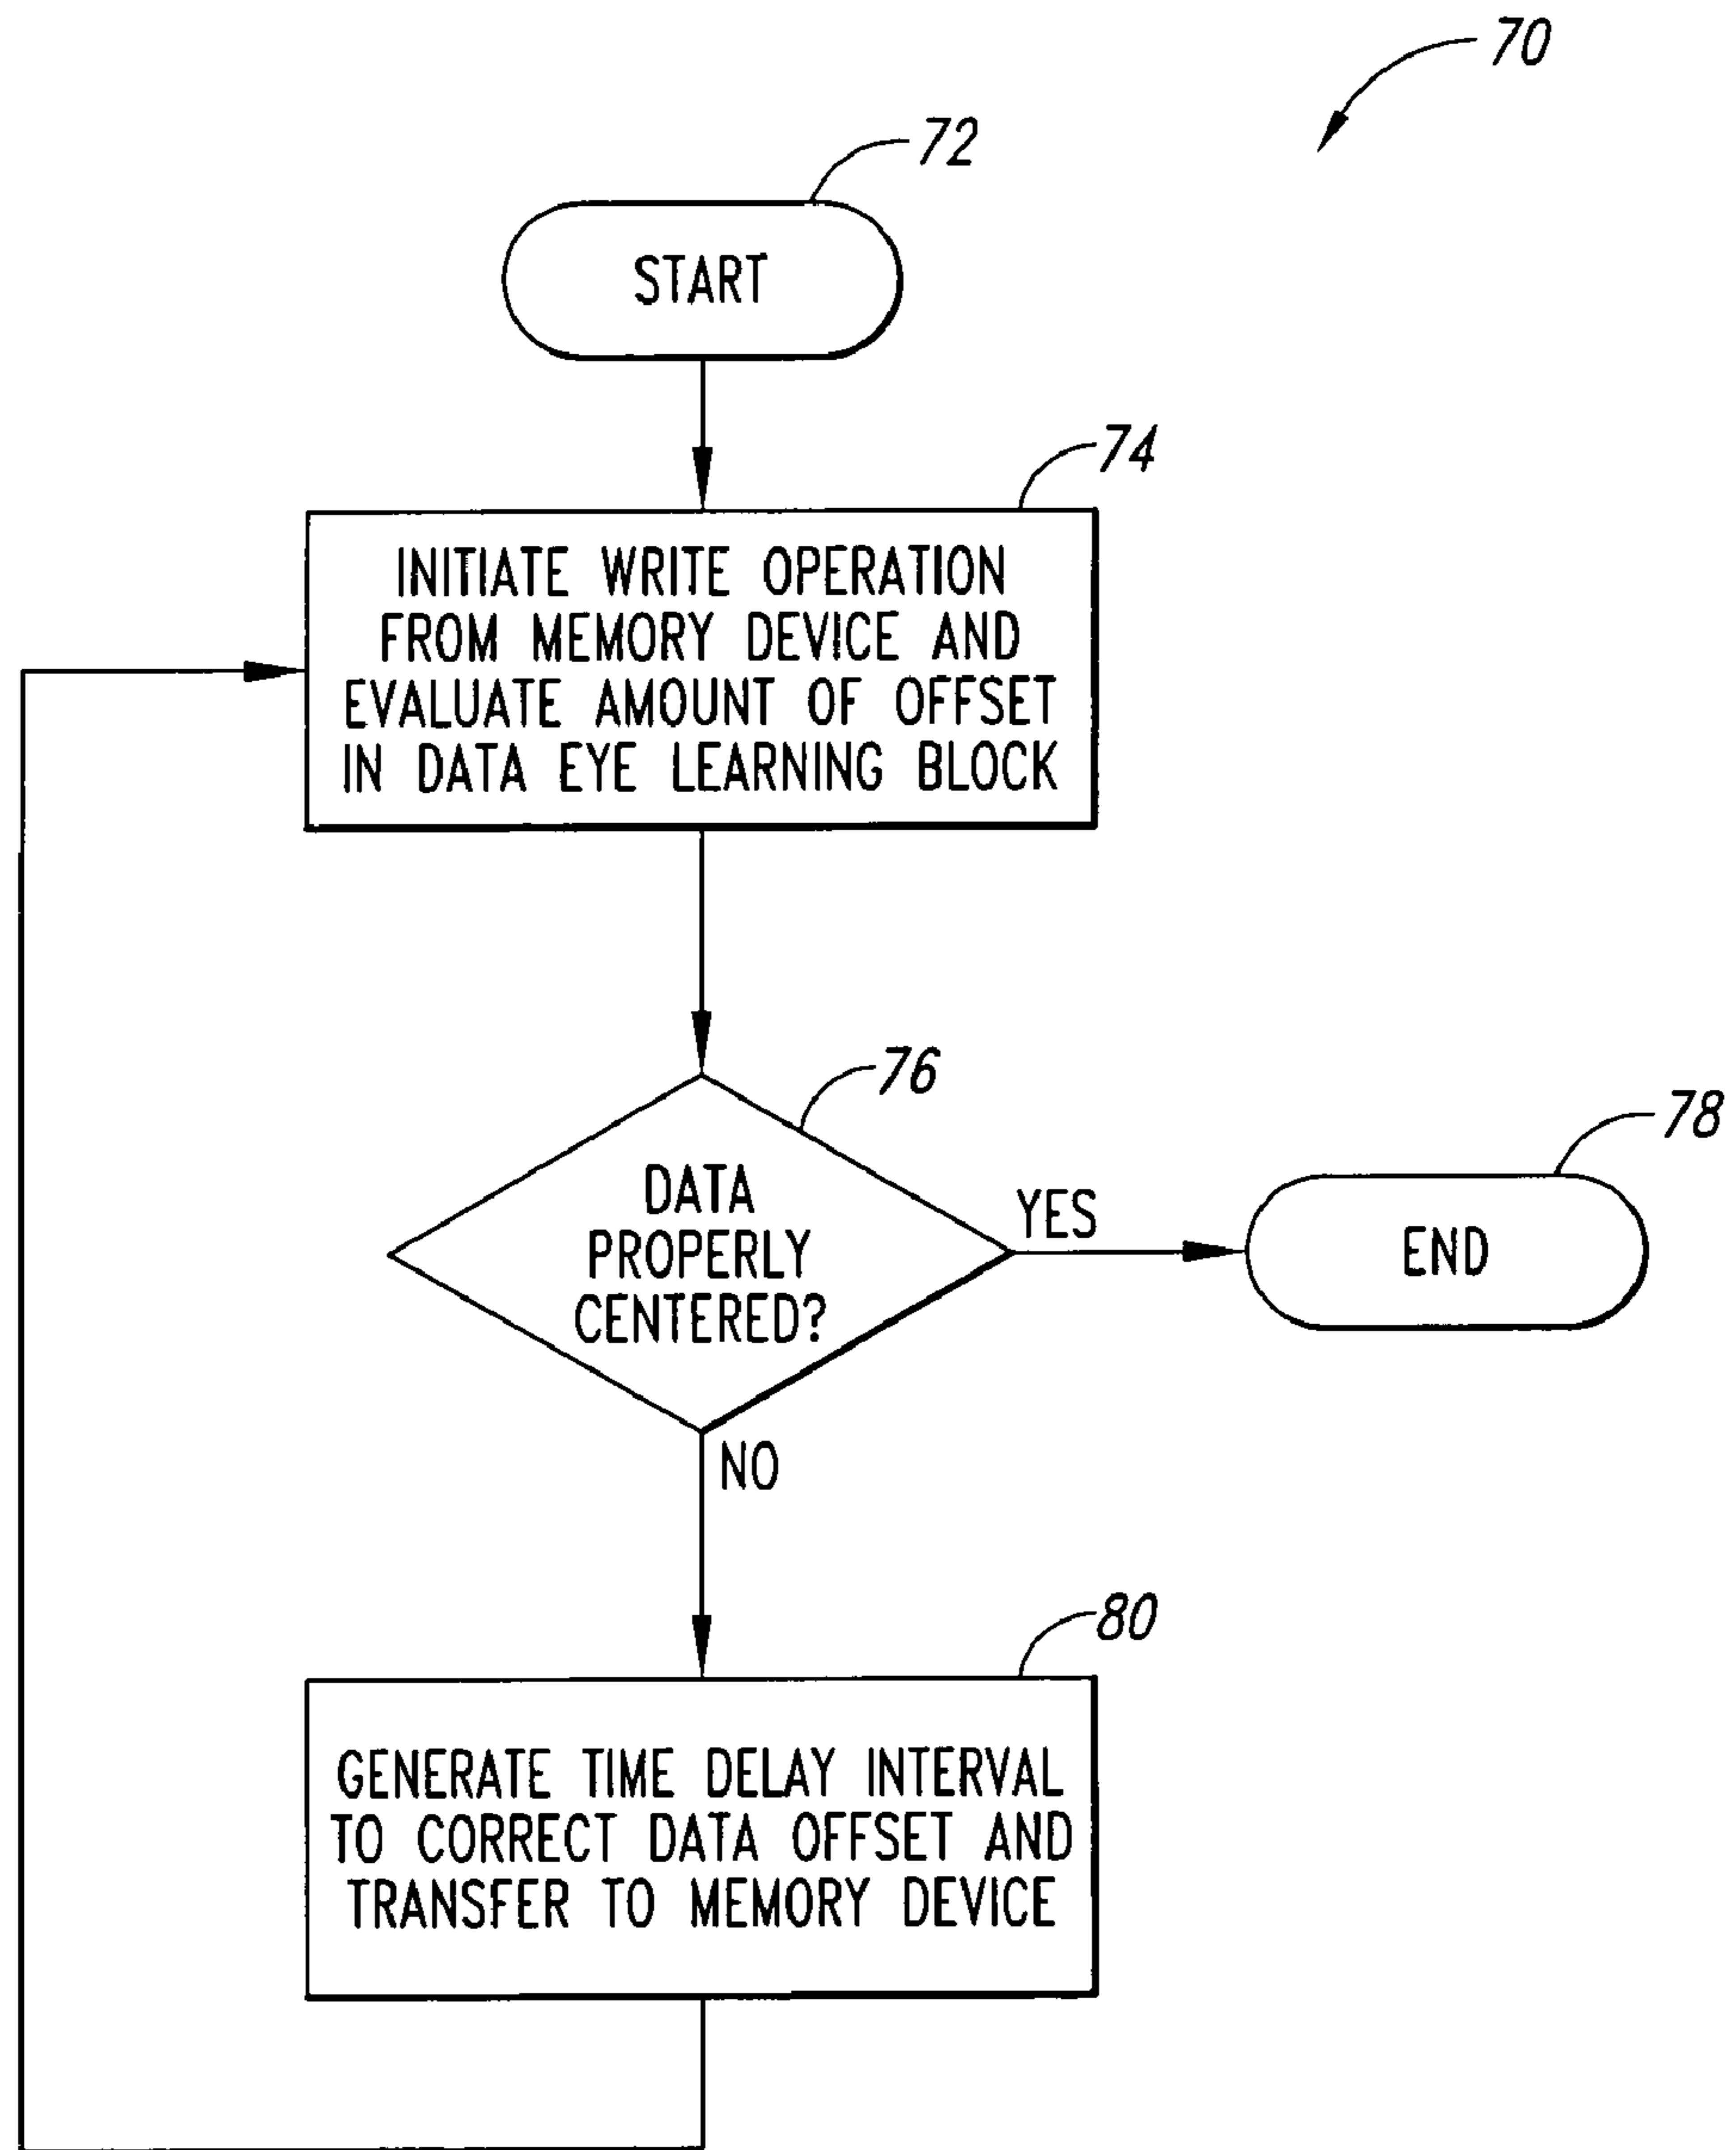 70
72
START
74
INITIATE WRITE OPERATION
FROM MEMORY DEVICE AND
EVALUATE AMOUNT OF OFFSET
IN DATA EYE LEARNING BLOCK
76
DATA
PROPERLY
CENTERED?
YES
78
END
NO
80
GENERATE TIME DELAY INTERVAL
TO CORRECT DATA OFFSET AND
TRANSFER TO MEMORY DEVICE